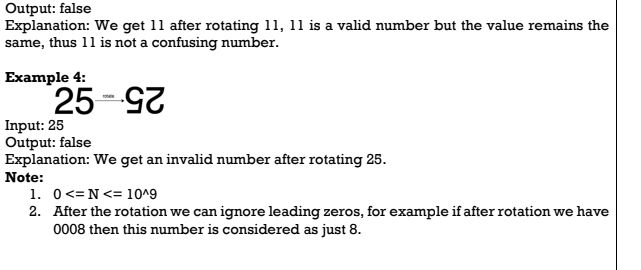 Output: false
Explanation: We get 11 after rotating 11, 11 is a valid number but the value remains the
same, thus 11 is not a confusing number.
Example 4:
25 rotate 25
Input: 25
Output: false
Explanation: We get an invalid number after rotating 25.
Note:
1. 0 <= N <= 10^9
2. After the rotation we can ignore leading zeros, for example if after rotation we have
0008 then this number is considered as just 8.